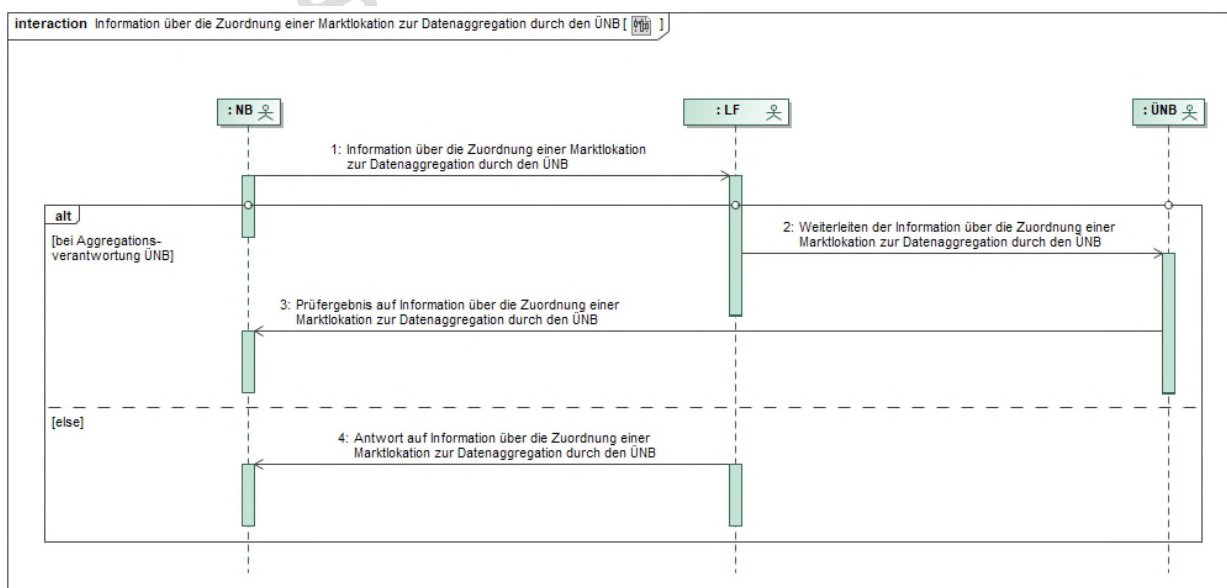 interaction Information über die Zuordnung einer Marktlokation zur Datenaggregation durch den ÜNB [ ]
: NB
: LF
: ÜNB
1: Information über die Zuordnung einer Marktlokation
zur Datenaggregation durch den ÜNB
alt
[bei Aggregations-
verantwortung ÜNB]
2: Weiterleiten der Information über die Zuordnung einer
Marktlokation zur Datenaggregation durch den ÜNB
3: Prüfergebnis auf Information über die Zuordnung einer
Marktlokation zur Datenaggregation durch den ÜNB
[else]
4: Antwort auf Information über die Zuordnung einer
Marktlokation zur Datenaggregation durch den ÜNB